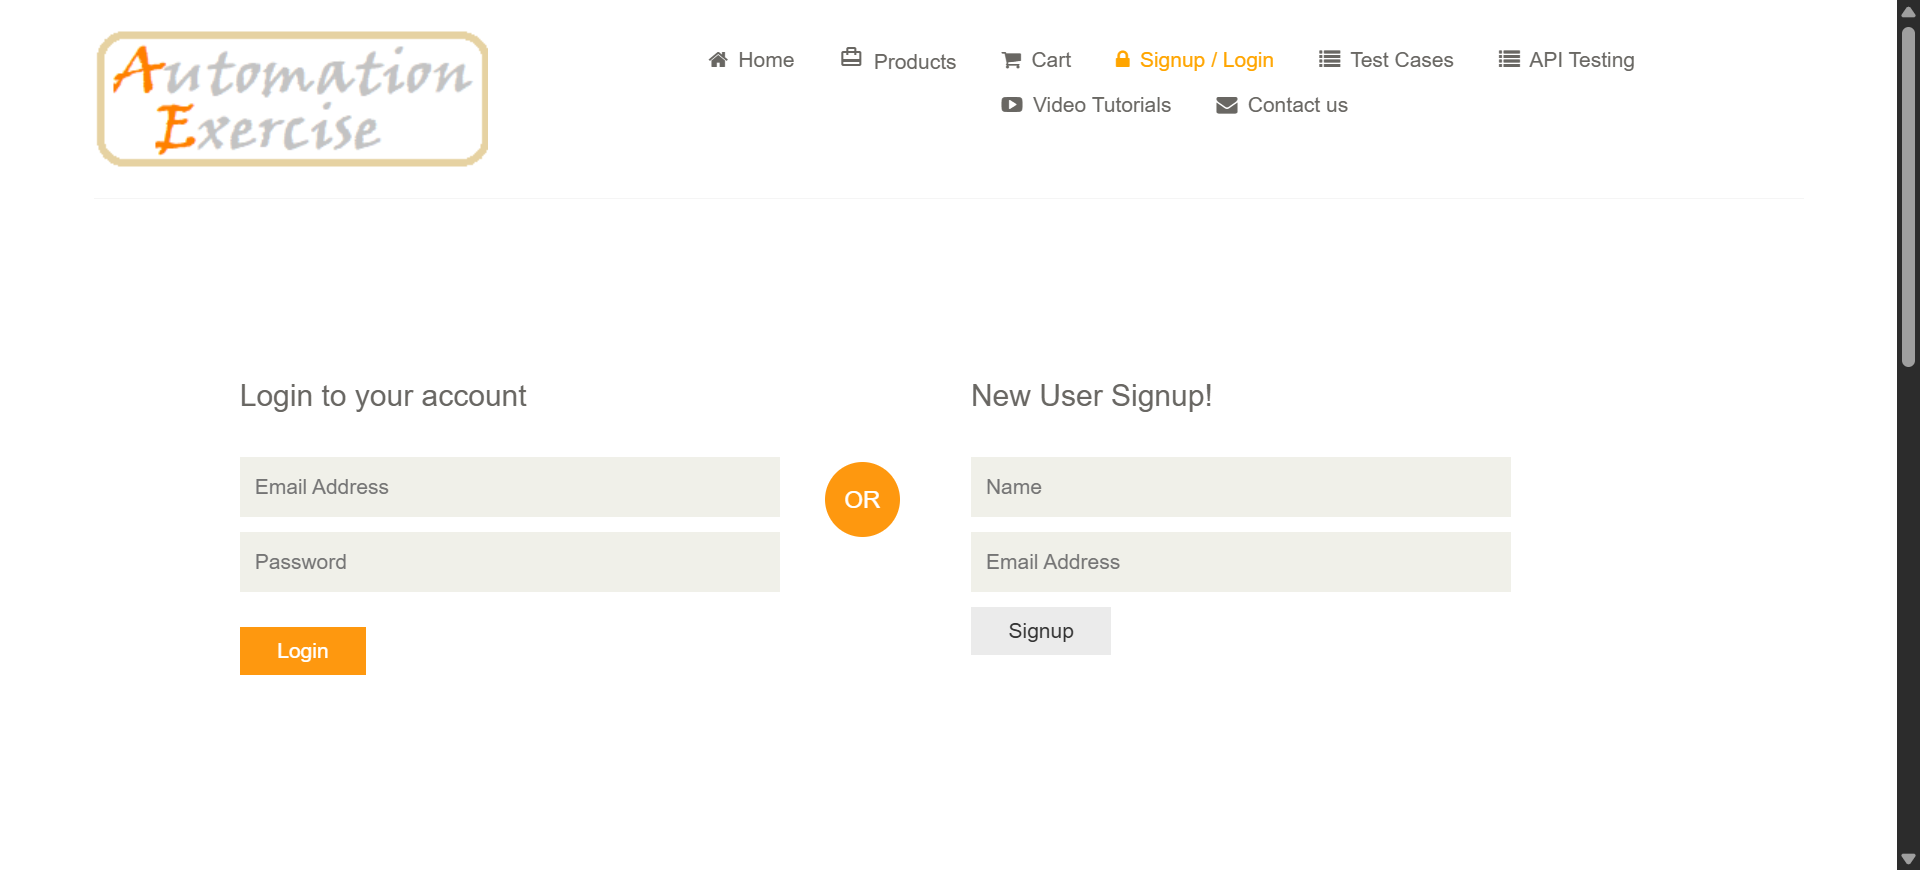 Automation
Exercise
Home Products Cart Signup / Login Test Cases API Testing
Video Tutorials Contact us
Login to your account
Email Address
Password
Login
OR
New User Signup!
Name
Email Address
Signup